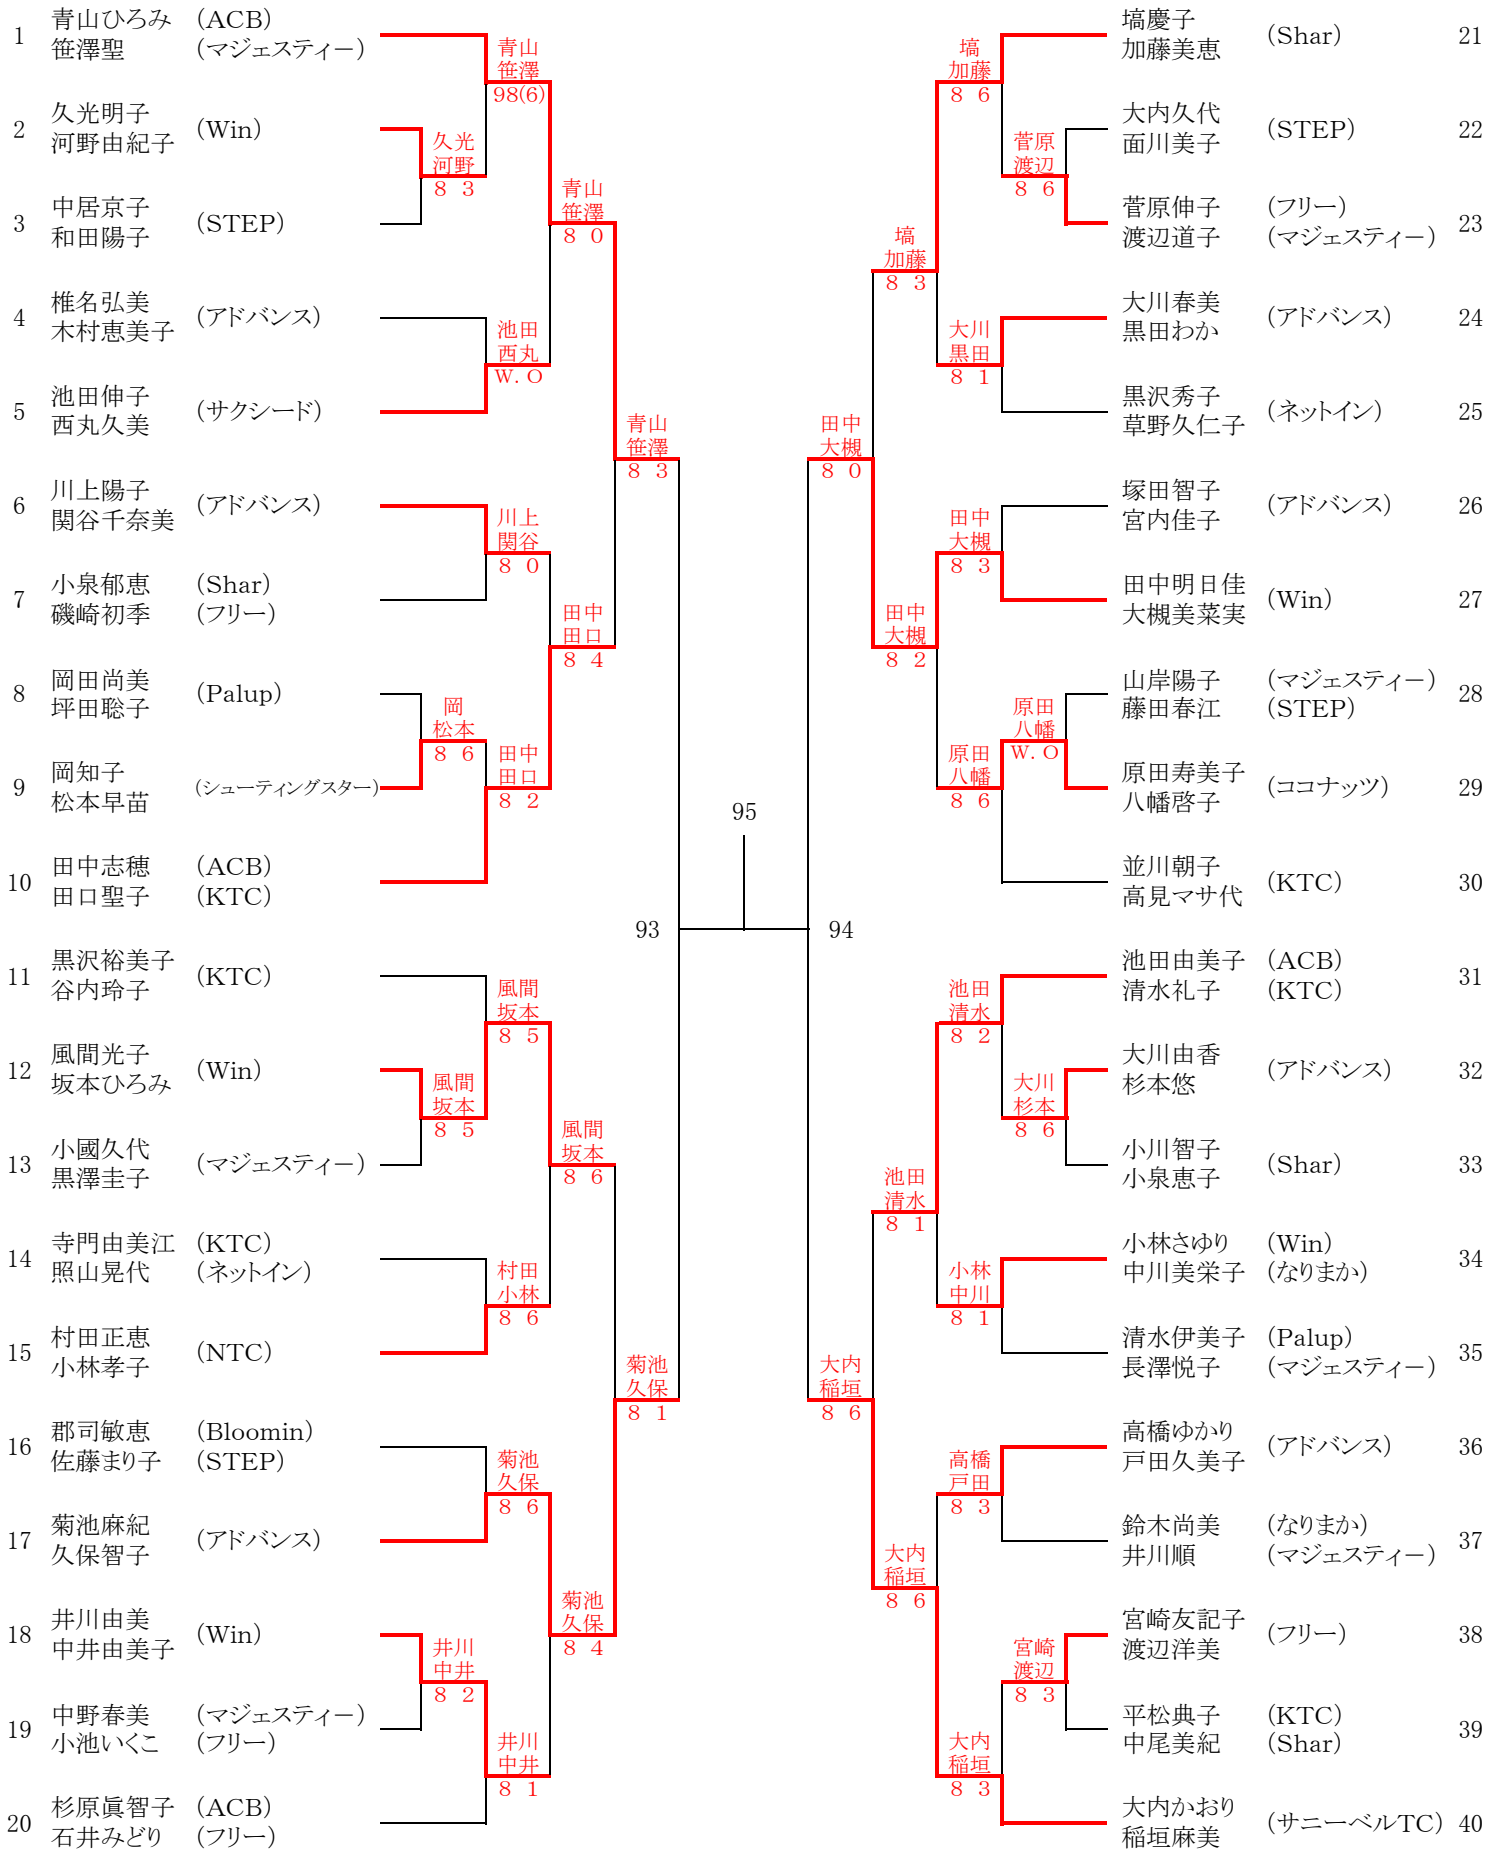 1 青山ひろみ (ACB)
笹澤聖 (マジェスティー)
2 久光明子 (Win)
河野由紀子
3 中居京子 (STEP)
和田陽子
4 椎名弘美 (アドバンス)
木村恵美子
5 池田伸子 (サクシード)
西丸久美
6 川上陽子 (アドバンス)
関谷千奈美
7 小泉郁恵 (Shar)
磯崎初季 (フリー)
8 岡田尚美 (Palup)
坪田聡子
9 岡知子 (シューティングスター)
松本早苗
10 田中志穂 (ACB)
田口聖子 (KTC)
11 黒沢裕美子 (KTC)
谷内玲子
12 風間光子 (Win)
坂本ひろみ
13 小國久代 (マジェスティー)
黒澤圭子
14 寺門由美江 (KTC)
照山晃代 (ネットイン)
15 村田正恵 (NTC)
小林孝子
16 郡司敏恵 (Bloomin)
佐藤まり子 (STEP)
17 菊池麻紀 (アドバンス)
久保智子
18 井川由美 (Win)
中井由美子
19 中野春美 (マジェスティー)
小池いくこ (フリー)
20 杉原眞智子 (ACB)
石井みどり (フリー)
久光
河野
8 3
岡
松本
8 6
風間
坂本
8 5
井川
中井
8 2
青山
笹澤
98(6)
池田
西丸
W.O
川上
関谷
8 0
田中
田口
8 2
風間
坂本
8 5
村田
小林
8 6
菊池
久保
8 6
井川
中井
8 1
青山
笹澤
8 0
田中
田口
8 4
風間
坂本
8 6
菊池
久保
8 4
青山
笹澤
8 3
菊池
久保
8 1
93
95
94
田中
大槻
8 0
大内
稲垣
8 6
塙
加藤
8 3
田中
大槻
8 2
池田
清水
8 1
大内
稲垣
8 6
塙
加藤
8 6
大川
黒田
8 1
田中
大槻
8 3
原田
八幡
8 6
池田
清水
8 2
小林
中川
8 1
高橋
戸田
8 3
大内
稲垣
8 3
菅原
渡辺
8 6
原田
八幡
W.O
大川
杉本
8 6
宮崎
渡辺
8 3
塙慶子 (Shar) 21
加藤美恵
大内久代 (STEP) 22
面川美子
菅原伸子 (フリー) 23
渡辺道子 (マジェスティー)
大川春美 (アドバンス) 24
黒田わか
黒沢秀子 (ネットイン) 25
草野久仁子
塚田智子 (アドバンス) 26
宮内佳子
田中明日佳 (Win) 27
大槻美菜実
山岸陽子 (マジェスティー) 28
藤田春江 (STEP)
原田寿美子 (ココナッツ) 29
八幡啓子
並川朝子 (KTC) 30
高見マサ代
池田由美子 (ACB) 31
清水礼子 (KTC)
大川由香 (アドバンス) 32
杉本悠
小川智子 (Shar) 33
小泉恵子
小林さゆり (Win) 34
中川美栄子 (なりまか)
清水伊美子 (Palup) 35
長澤悦子 (マジェスティー)
高橋ゆかり (アドバンス) 36
戸田久美子
鈴木尚美 (なりまか) 37
井川順 (マジェスティー)
宮崎友記子 (フリー) 38
渡辺洋美
平松典子 (KTC) 39
中尾美紀 (Shar)
大内かおり (サニーベルTC) 40
稲垣麻美